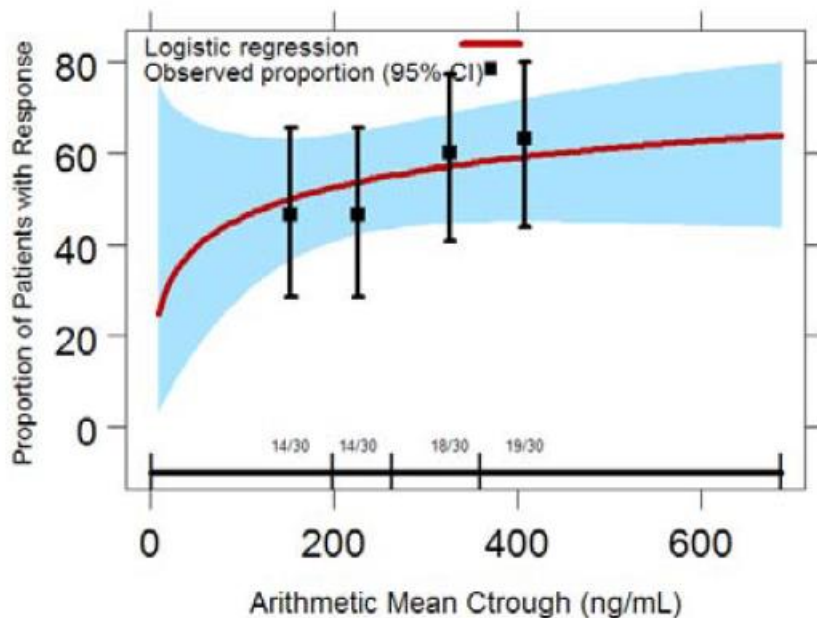 Logistic regression
Observed proportion (95% CI)
Proportion of Patients with Response
80
60
40
20
0
14/30 14/30 18/30 19/30
0 200 400 600
Arithmetic Mean Ctrough (ng/mL)